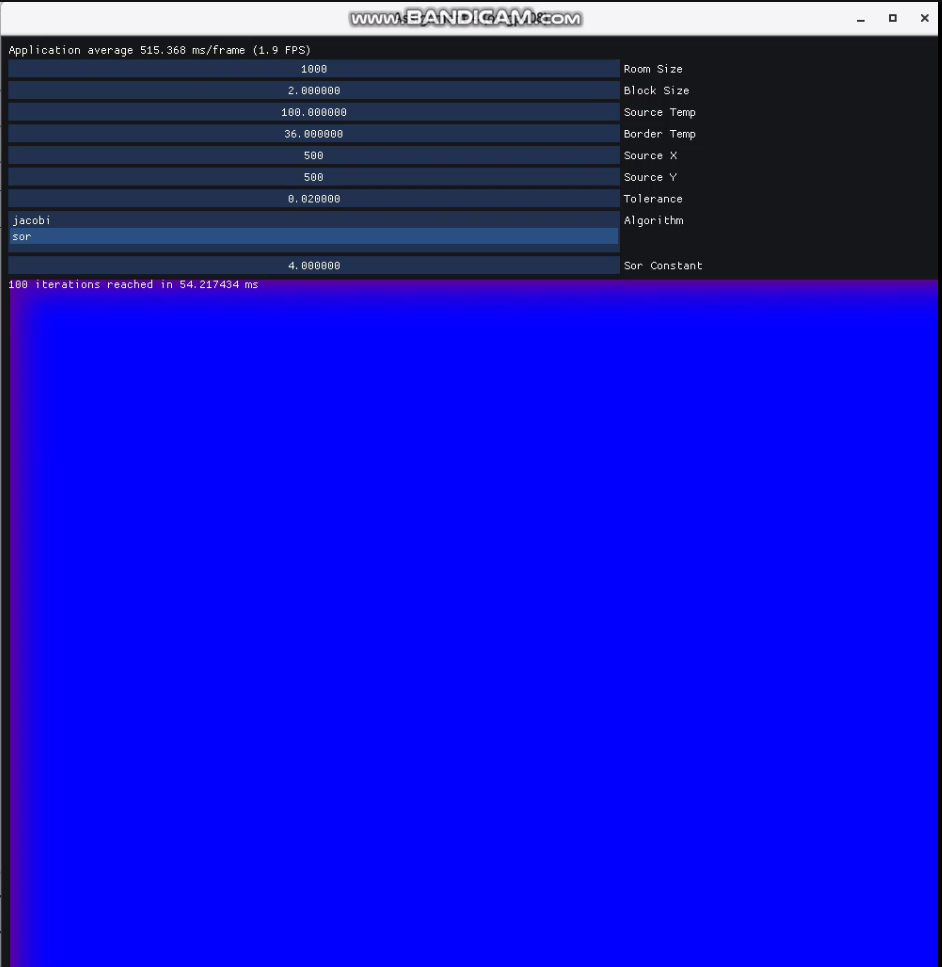 www.BANDICAM.com
Application average 515.368 ms/frame (1.9 FPS)
1000 Room Size
2.000000 Block Size
100.000000 Source Temp
36.000000 Border Temp
500 Source X
500 Source Y
0.020000 Tolerance
jacobi Algorithm
sor
4.000000 Sor Constant
100 iterations reached in 54.217434 ms